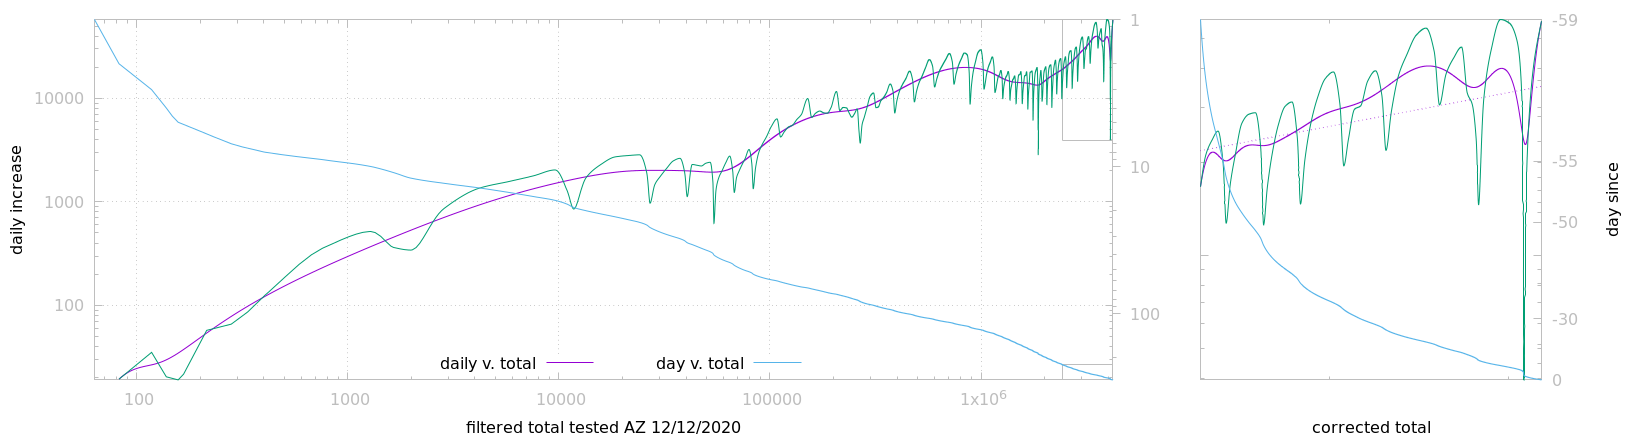 daily increase
10000
1000
100
100
1000
10000
100000
1x10⁶
filtered total tested AZ 12/12/2020
daily v. total
day v. total
1
10
100
-59
-55
-50
-30
0
day since
corrected total